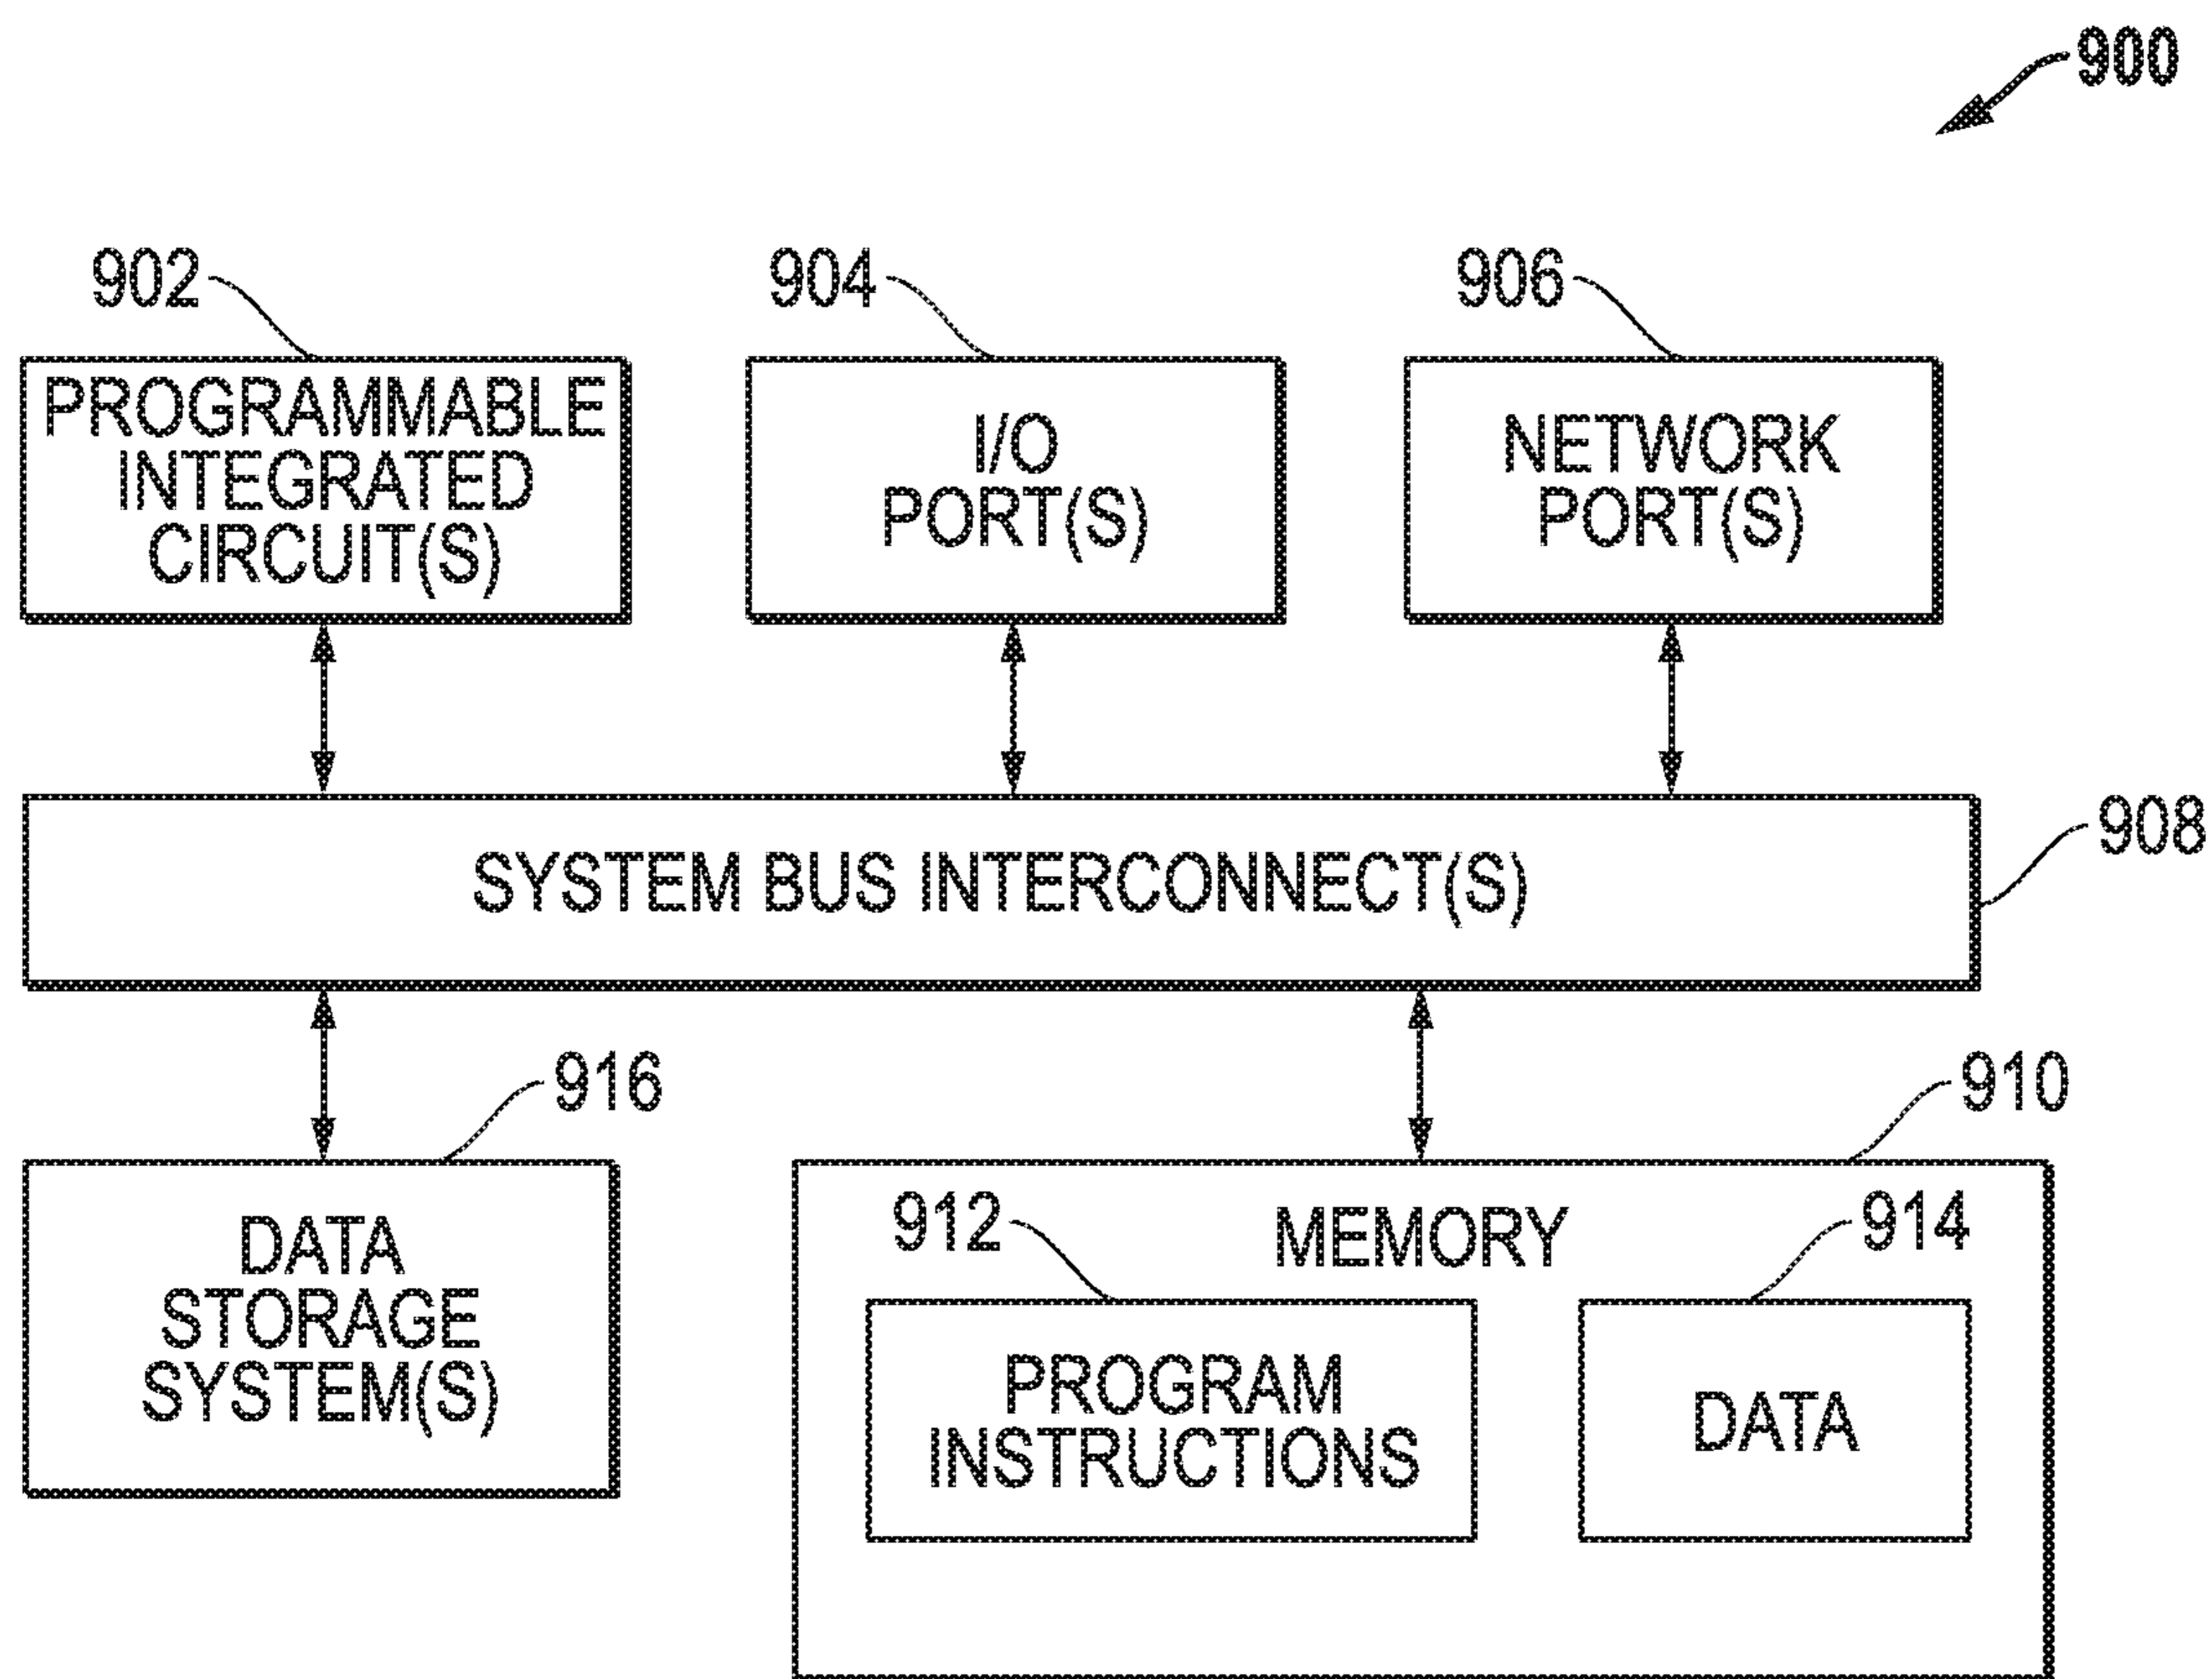 900
902
904
906
PROGRAMMABLE
INTEGRATED
CIRCUIT(S)
I/O
PORT(S)
NETWORK
PORT(S)
SYSTEM BUS INTERCONNECT(S)
908
916
910
DATA
STORAGE
SYSTEM(S)
912
MEMORY
914
PROGRAM
INSTRUCTIONS
DATA